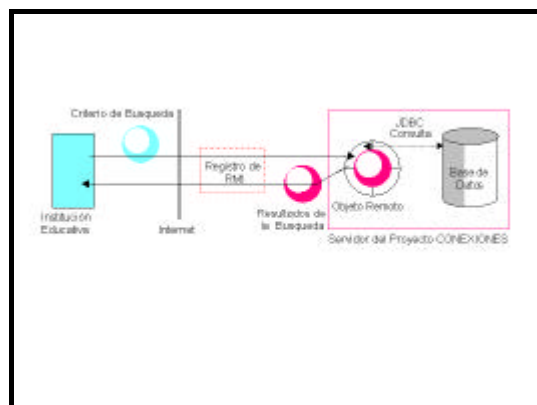 Criterio de Busqueda
JDBC
Consulta
Registro de
RMI
Base de
Datos
Institución
Educativa
Internet
Resultados de
la Busqueda
Objeto Remoto
Servidor del Proyecto CONEXIONES